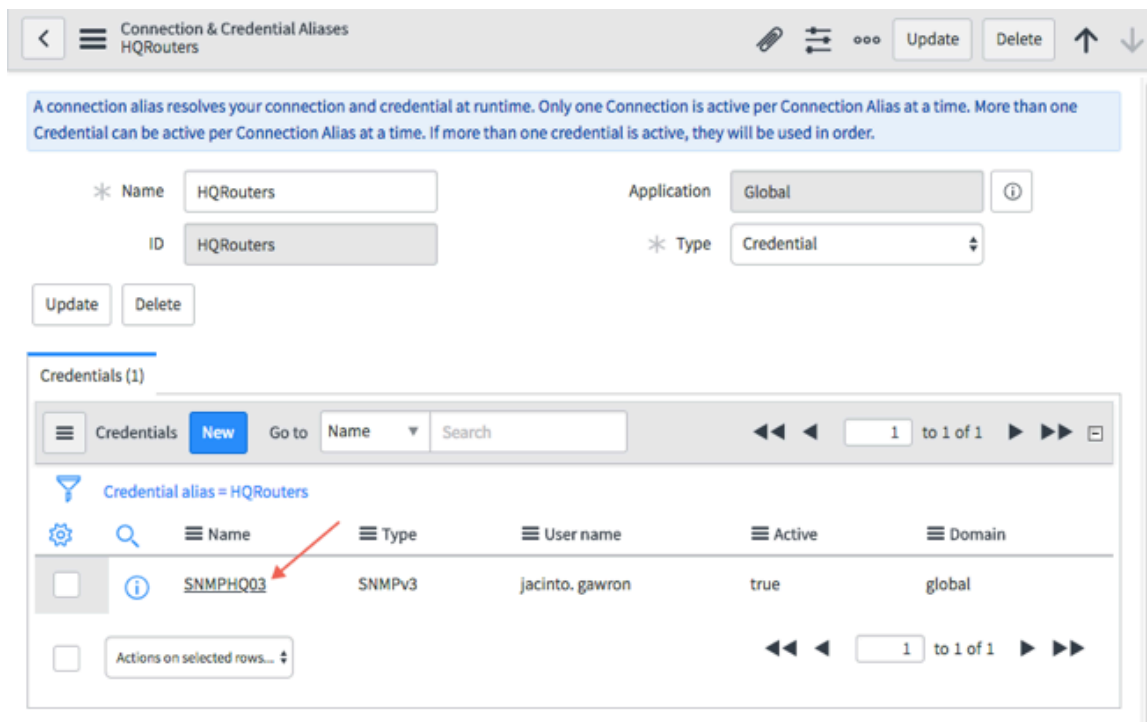 Connection & Credential Aliases
HQRouters
Update
Delete
A connection alias resolves your connection and credential at runtime. Only one Connection is active per Connection Alias at a time. More than one
Credential can be active per Connection Alias at a time. If more than one credential is active, they will be used in order.
Name HQRouters Application Global
ID HQRouters Type Credential
Update Delete
Credentials (1)
Credentials New Go to Name Search 1 to 1 of 1
Credential alias = HQRouters
Name Type User name Active Domain
SNMPHQ03 SNMPv3 jacinto. gawron true global
Actions on selected rows... 1 to 1 of 1